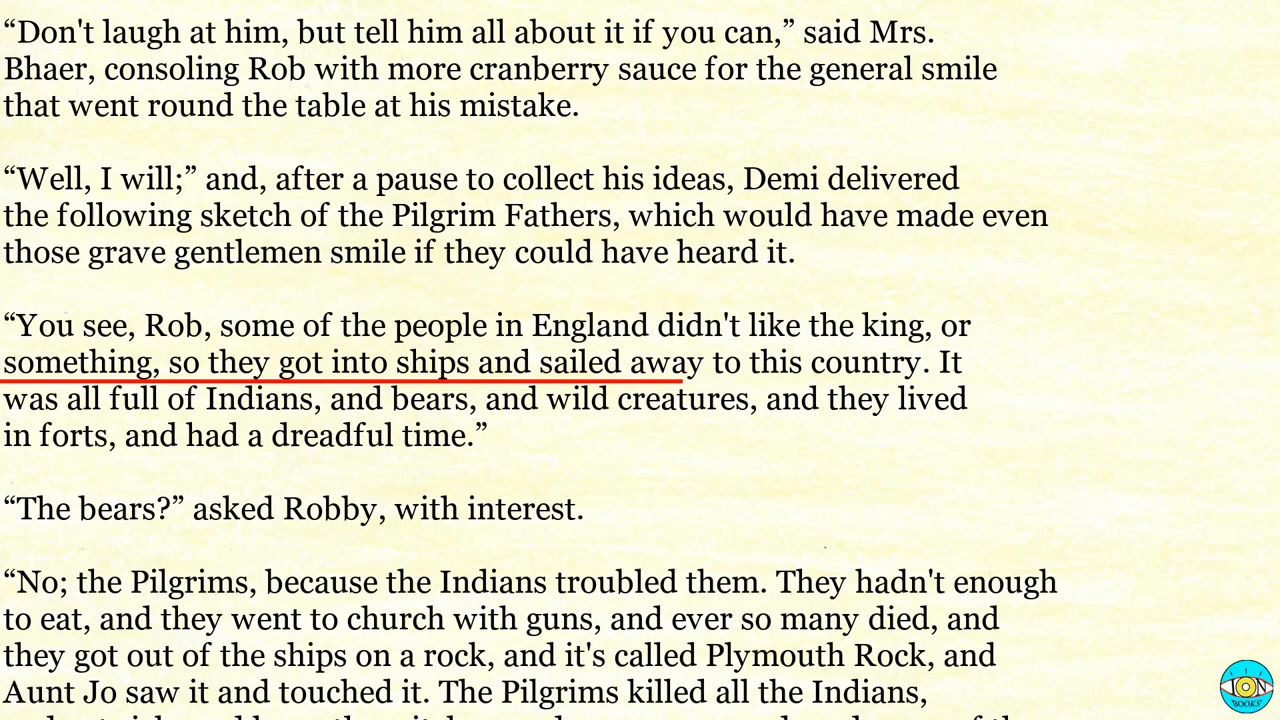 “Don't laugh at him, but tell him all about it if you can,” said Mrs.
Bhaer, consoling Rob with more cranberry sauce for the general smile
that went round the table at his mistake.
“Well, I will;” and, after a pause to collect his ideas, Demi delivered
the following sketch of the Pilgrim Fathers, which would have made even
those grave gentlemen smile if they could have heard it.
“You see, Rob, some of the people in England didn't like the king, or
something, so they got into ships and sailed away to this country. It
was all full of Indians, and bears, and wild creatures, and they lived
in forts, and had a dreadful time.”
“The bears?” asked Robby, with interest.
“No; the Pilgrims, because the Indians troubled them. They hadn't enough
to eat, and they went to church with guns, and ever so many died, and
they got out of the ships on a rock, and it's called Plymouth Rock, and
Aunt Jo saw it and touched it. The Pilgrims killed all the Indians,
ION
BOOKS